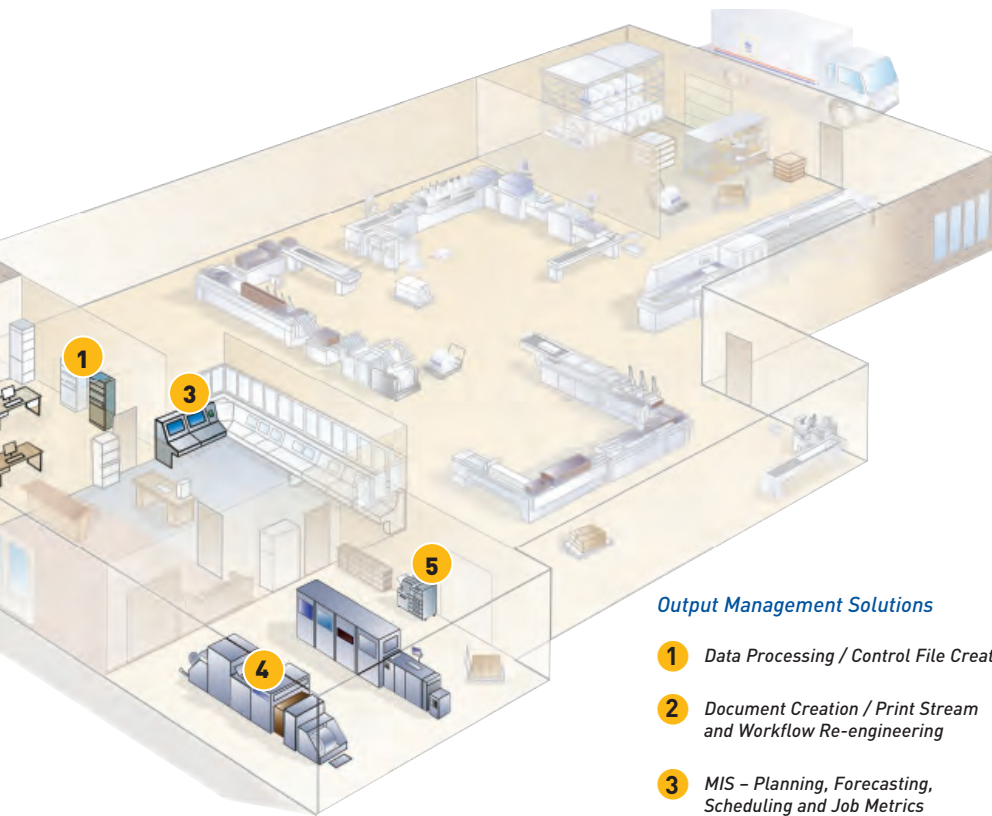 1
3
5
4
Output Management Solutions
1 Data Processing / Control File Creat
2 Document Creation / Print Stream
and Workflow Re-engineering
3 MIS – Planning, Forecasting,
Scheduling and Job Metrics